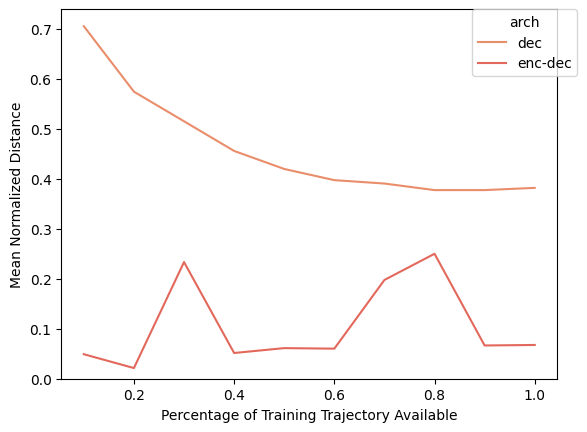 arch
dec
enc-dec
Mean Normalized Distance
0.7
0.6
0.5
0.4
0.3
0.2
0.1
0.0
0.2
0.4
0.6
0.8
1.0
Percentage of Training Trajectory Available